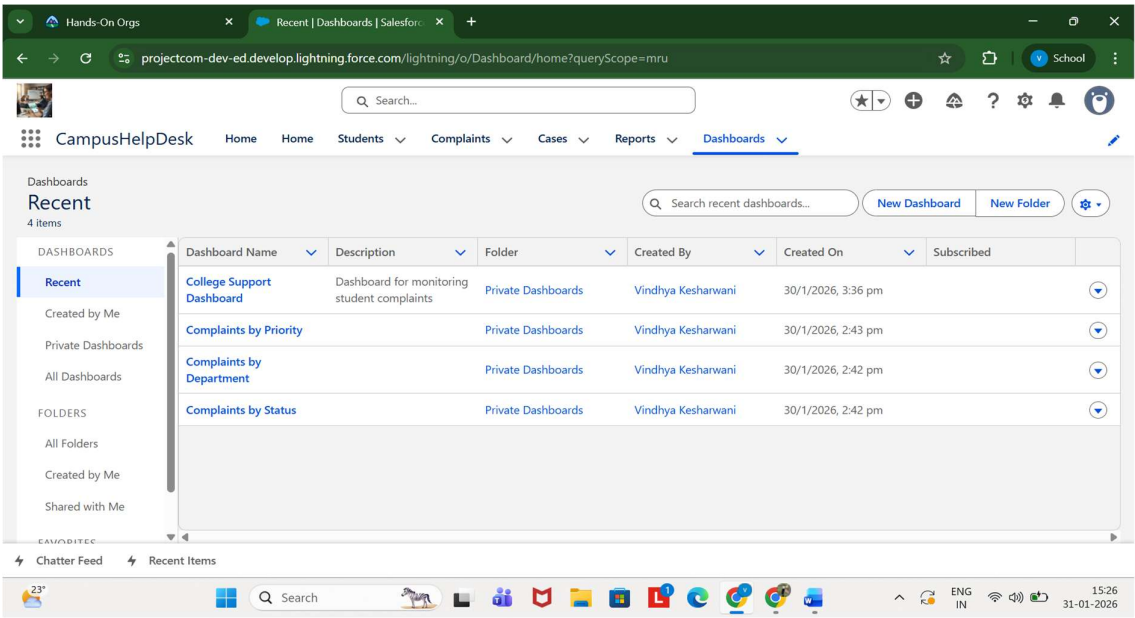 Hands-On Orgs
Recent | Dashboards | Salesforc
projectcom-dev-ed.develop.lightning.force.com/lightning/o/Dashboard/home?queryScope=mru
V School
Search...
CampusHelpDesk Home Home Students Complaints Cases Reports Dashboards
Dashboards
Recent
4 items
Search recent dashboards...
New Dashboard
New Folder
DASHBOARDS
Recent
Created by Me
Private Dashboards
All Dashboards
FOLDERS
All Folders
Created by Me
Shared with Me
FAVORITES
Dashboard Name Description Folder Created By Created On Subscribed
College Support Dashboard Dashboard for monitoring student complaints Private Dashboards Vindhya Kesharwani 30/1/2026, 3:36 pm
Complaints by Priority Private Dashboards Vindhya Kesharwani 30/1/2026, 2:43 pm
Complaints by Department Private Dashboards Vindhya Kesharwani 30/1/2026, 2:42 pm
Complaints by Status Private Dashboards Vindhya Kesharwani 30/1/2026, 2:42 pm
Chatter Feed Recent Items
23°
Search
L 1
V
ENG
IN
15:26
31-01-2026